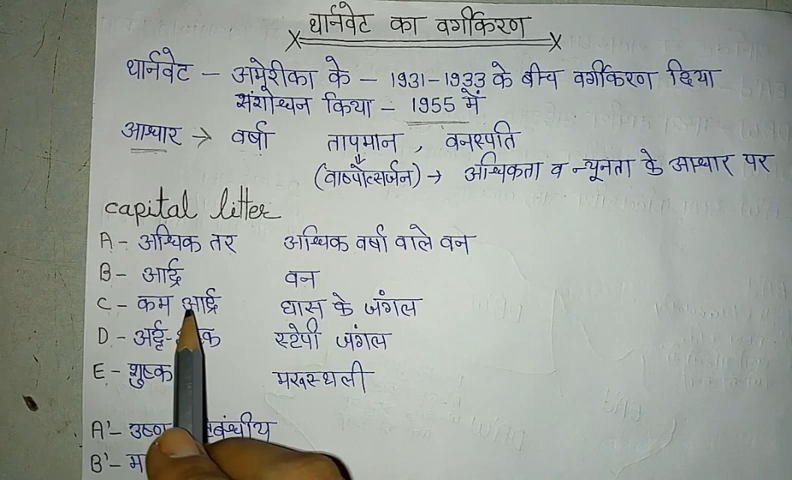 थार्नवेट का वर्गीकरण
थार्नवेट - अमेरीका के - 1931-1933 के बीच वर्गीकरण दिया
संशोधन किया - 1955 में
आधार → वर्षा तापमान , वनस्पति
(वाष्पोत्सर्जन) → अधिकता व न्यूनता के आधार पर
capital litter
A - अधिक तर अधिक वर्षा वाले वन
B - आर्द्र वन
C - कम आर्द्र घास के जंगल
D - अर्द्ध- स्टेपी जंगल
E - शुष्क मरूस्थली
A' - उष्ण
B' -